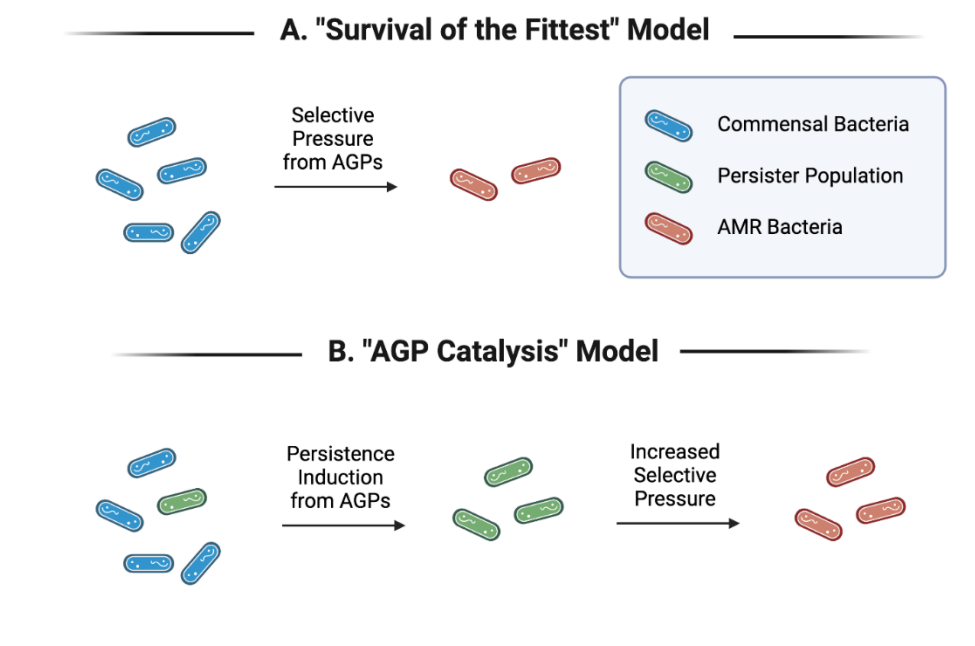 A. "Survival of the Fittest" Model
Selective
Pressure
from AGPs
Commensal Bacteria
Persister Population
AMR Bacteria
B. "AGP Catalysis" Model
Persistence
Induction
from AGPs
Increased
Selective
Pressure